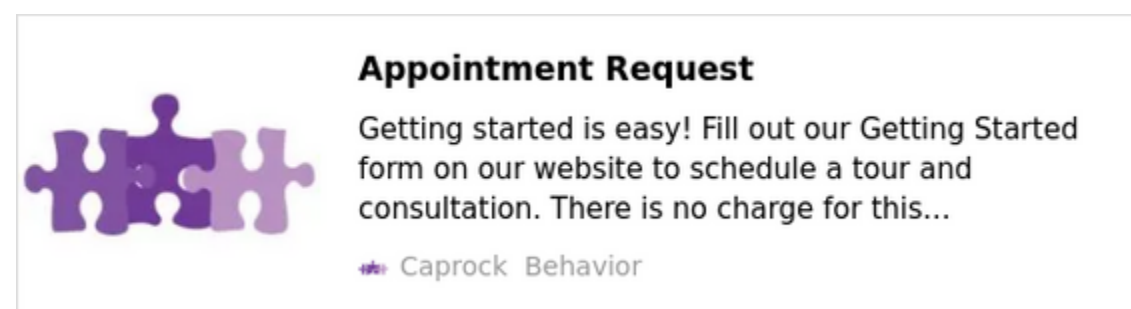 Appointment Request
Getting started is easy! Fill out our Getting Started
form on our website to schedule a tour and
consultation. There is no charge for this...
Caprock Behavior